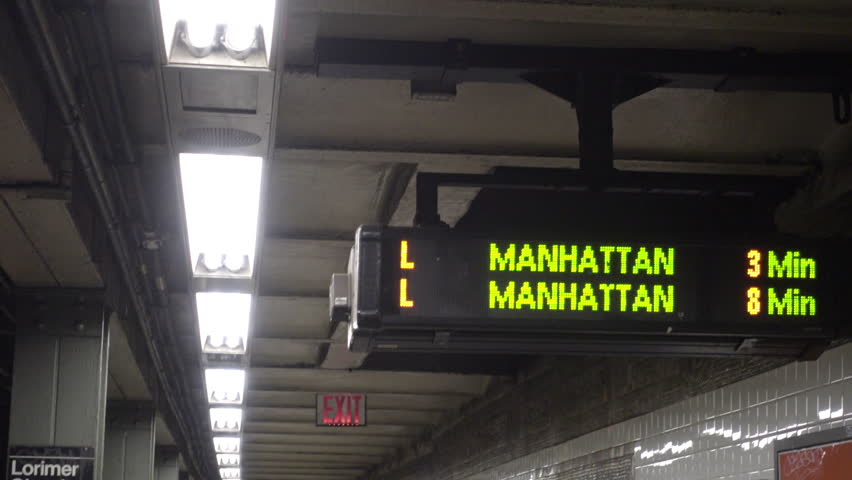 L MANHATTAN 3 Min
L MANHATTAN 8 Min
EXIT
Lorimer